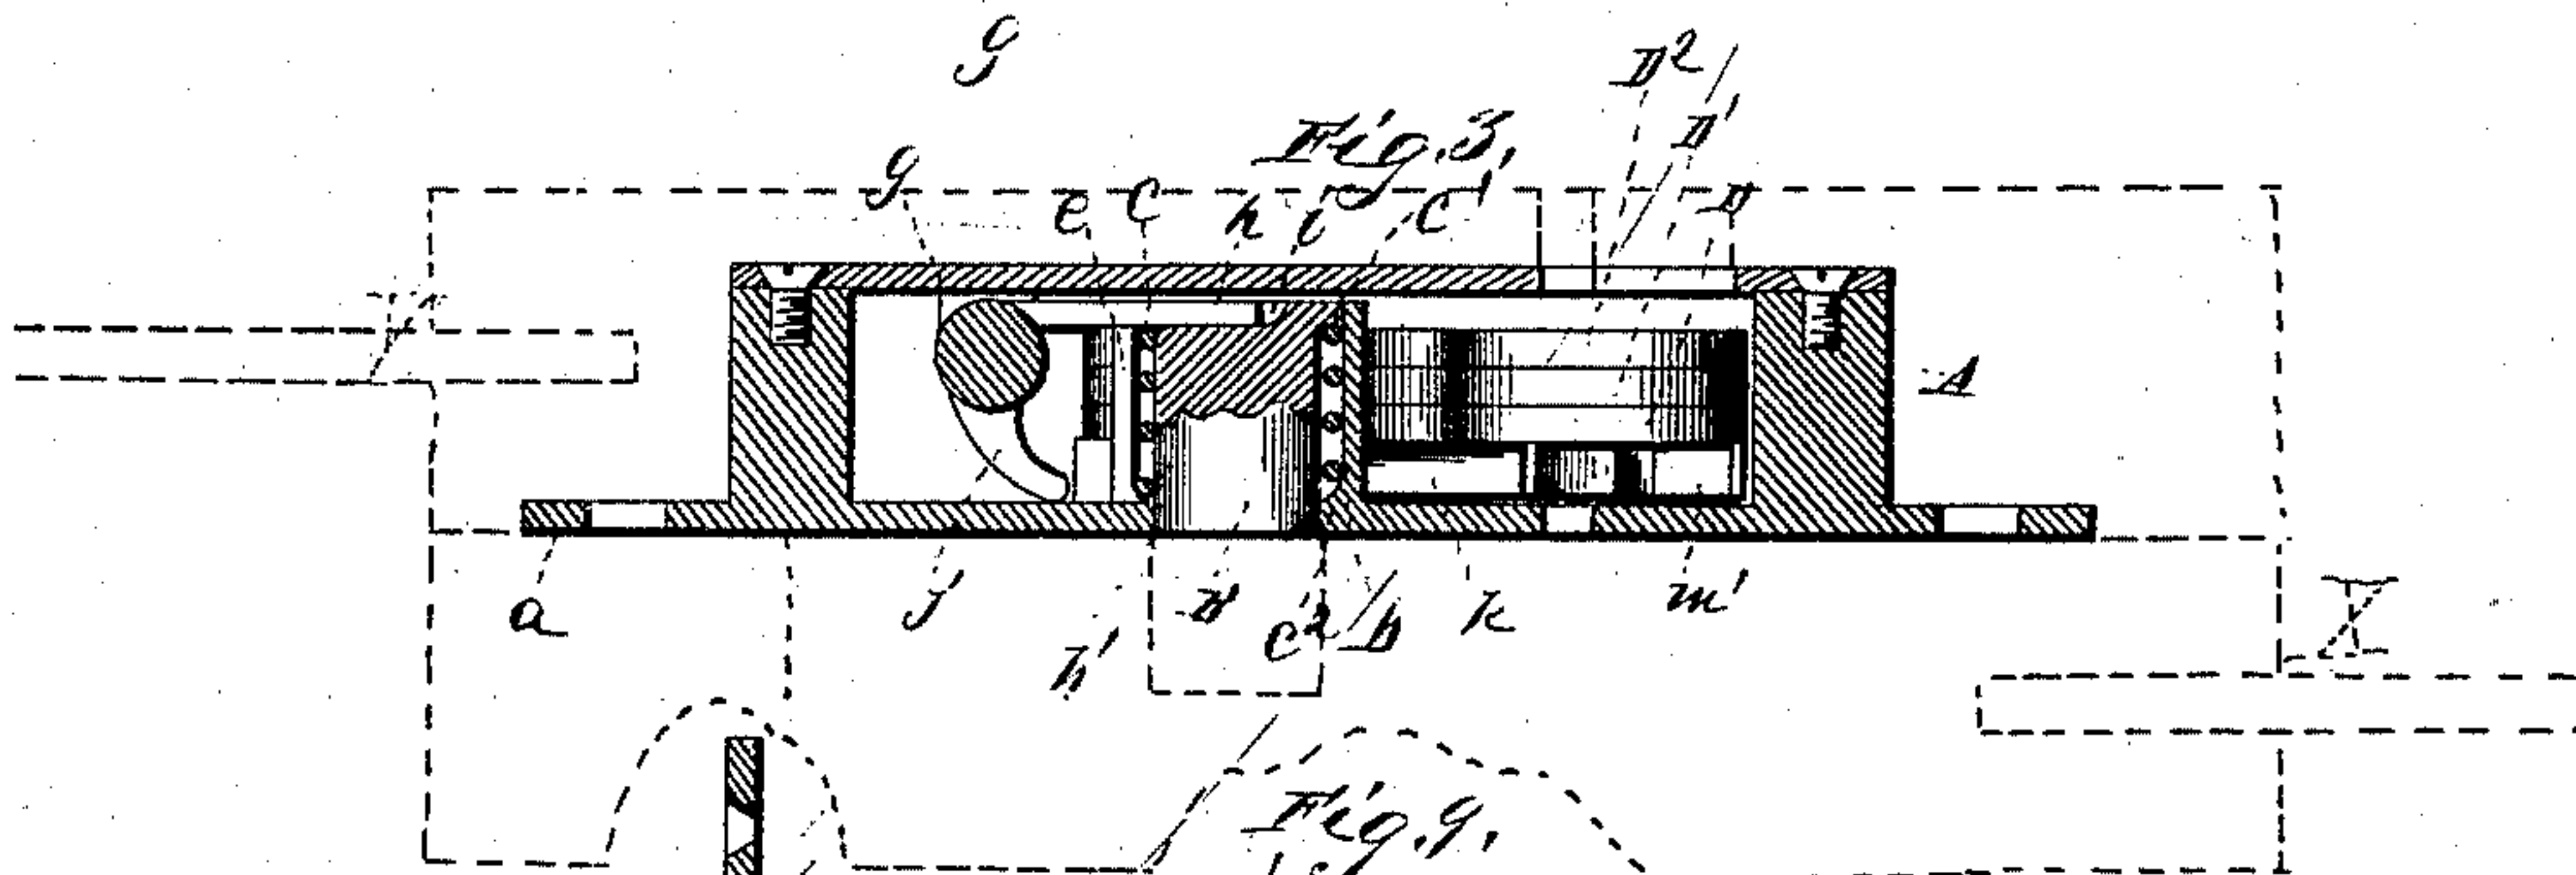 g
Fig. 3,
D²
D'
D
g e C h i C'
A
a j h' B c² b k m'
X
Fig. 9,